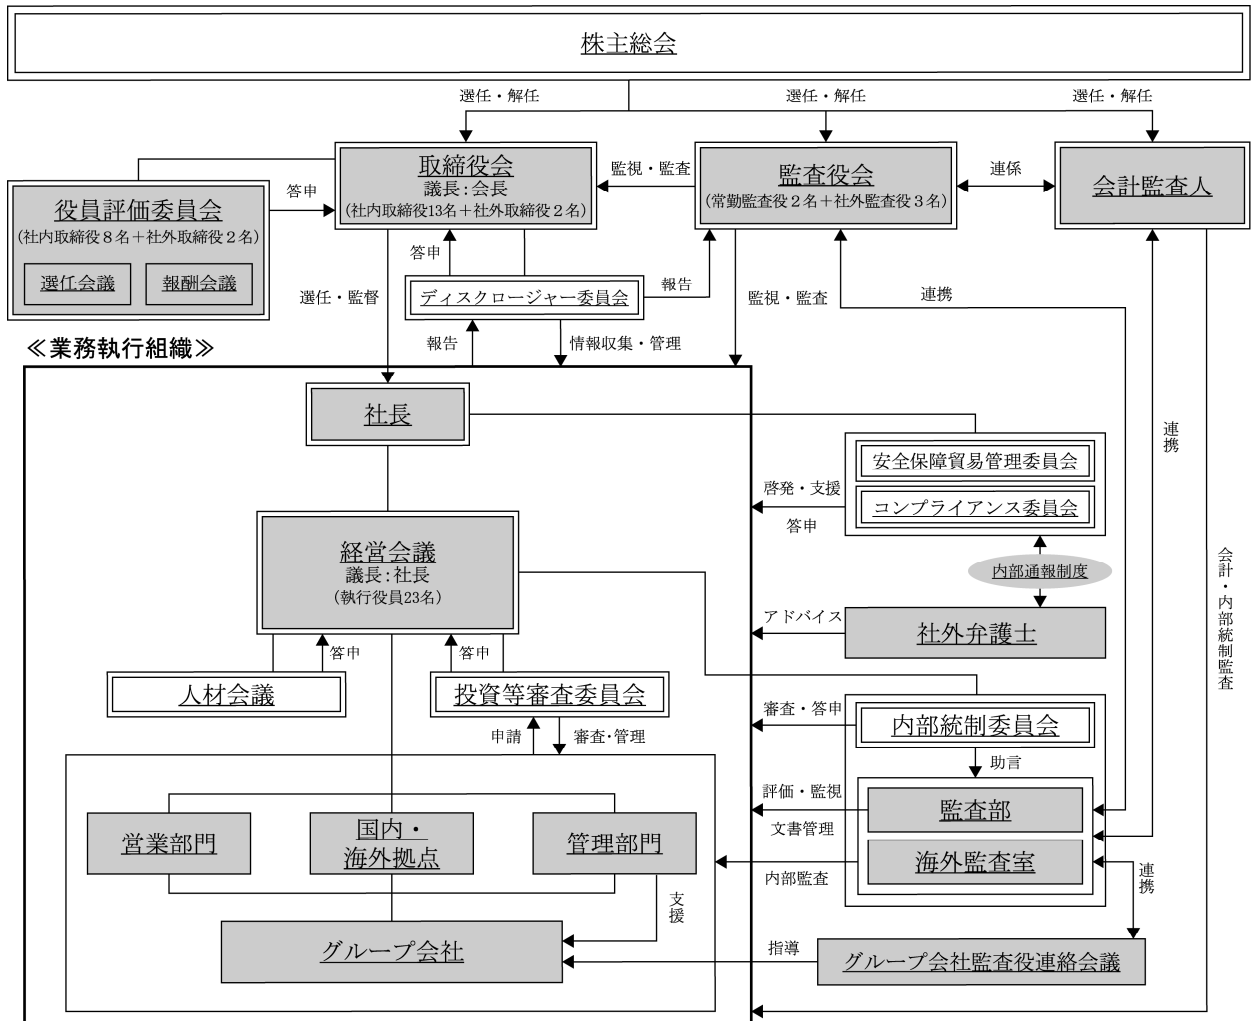 株主総会
選任・解任
選任・解任
選任・解任
取締役会
議長：会長
（社内取締役13名＋社外取締役２名）
監視・監査
監査役会
（常勤監査役２名＋社外監査役３名）
連係
会計監査人
役員評価委員会
（社内取締役８名＋社外取締役２名）
選任会議
報酬会議
答申
選任・監督
答申
ディスクロージャー委員会
報告
監視・監査
連携
報告
情報収集・管理
≪業務執行組織≫
社長
連携
安全保障貿易管理委員会
コンプライアンス委員会
啓発・支援
答申
経営会議
議長：社長
（執行役員23名）
内部通報制度
会計・内部統制監査
アドバイス
社外弁護士
答申
答申
人材会議
投資等審査委員会
審査・答申
内部統制委員会
申請
審査・管理
助言
評価・監視
文書管理
監査部
営業部門
国内・
海外拠点
管理部門
海外監査室
内部監査
連携
支援
グループ会社
指導
グループ会社監査役連絡会議